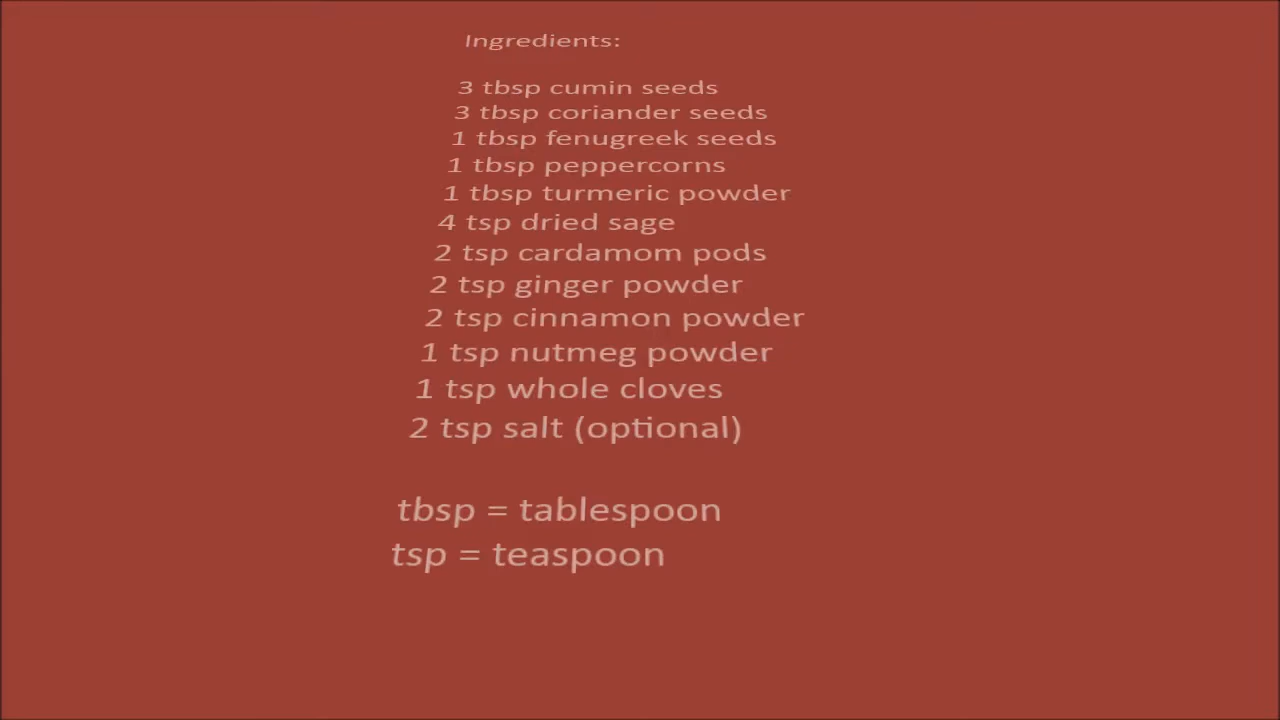 Ingredients:
3 tbsp cumin seeds
3 tbsp coriander seeds
1 tbsp fenugreek seeds
1 tbsp peppercorns
1 tbsp turmeric powder
4 tsp dried sage
2 tsp cardamom pods
2 tsp ginger powder
2 tsp cinnamon powder
1 tsp nutmeg powder
1 tsp whole cloves
2 tsp salt (optional)
tbsp = tablespoon
tsp = teaspoon